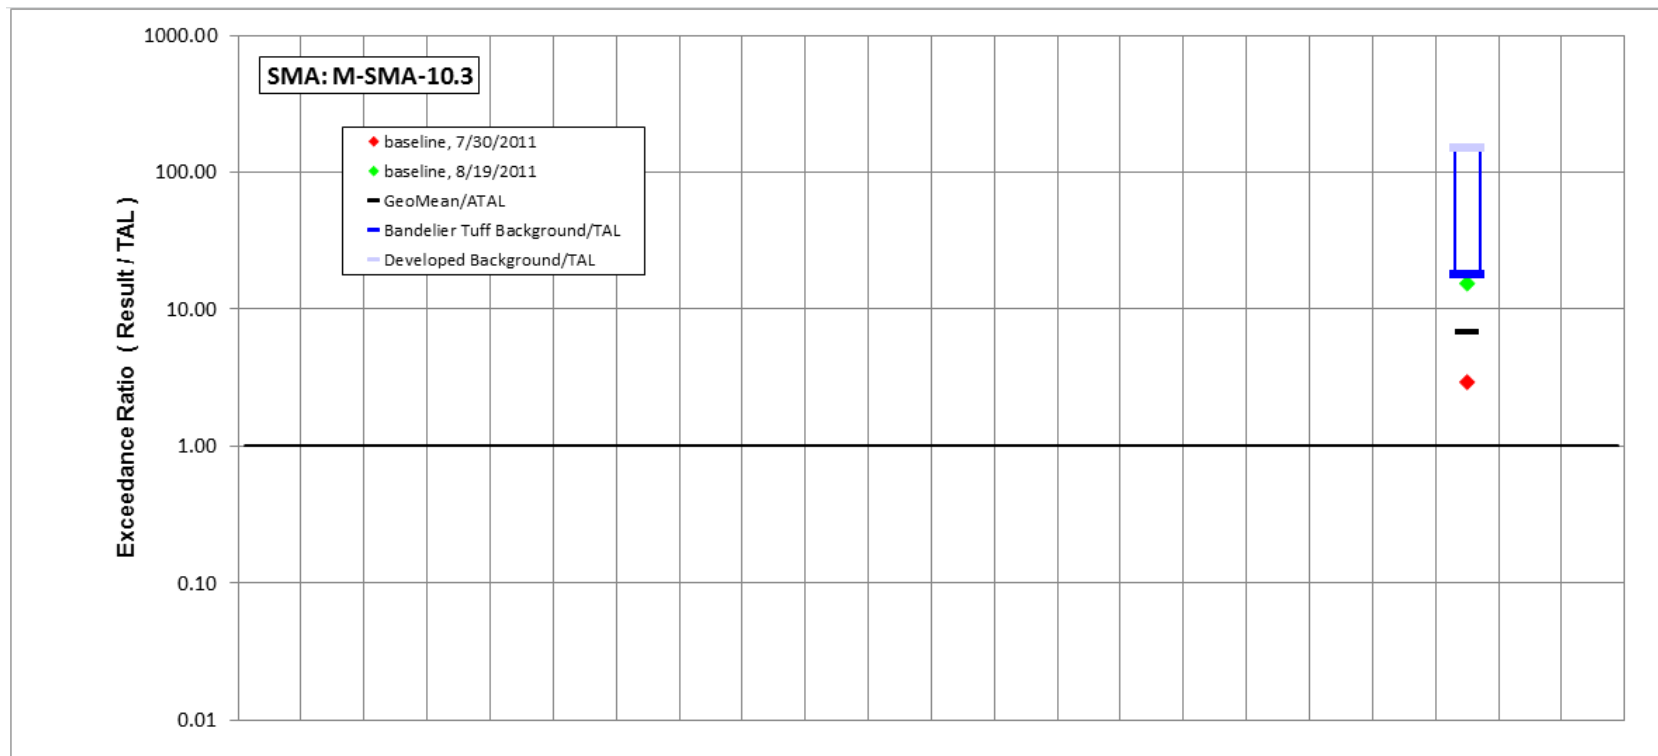 1000.00
SMA: M-SMA-10.3
baseline, 7/30/2011
baseline, 8/19/2011
GeoMean/ATAL
Bandelier Tuff Background/TAL
Developed Background/TAL
100.00
10.00
1.00
0.10
0.01
Exceedance Ratio ( Result / TAL )